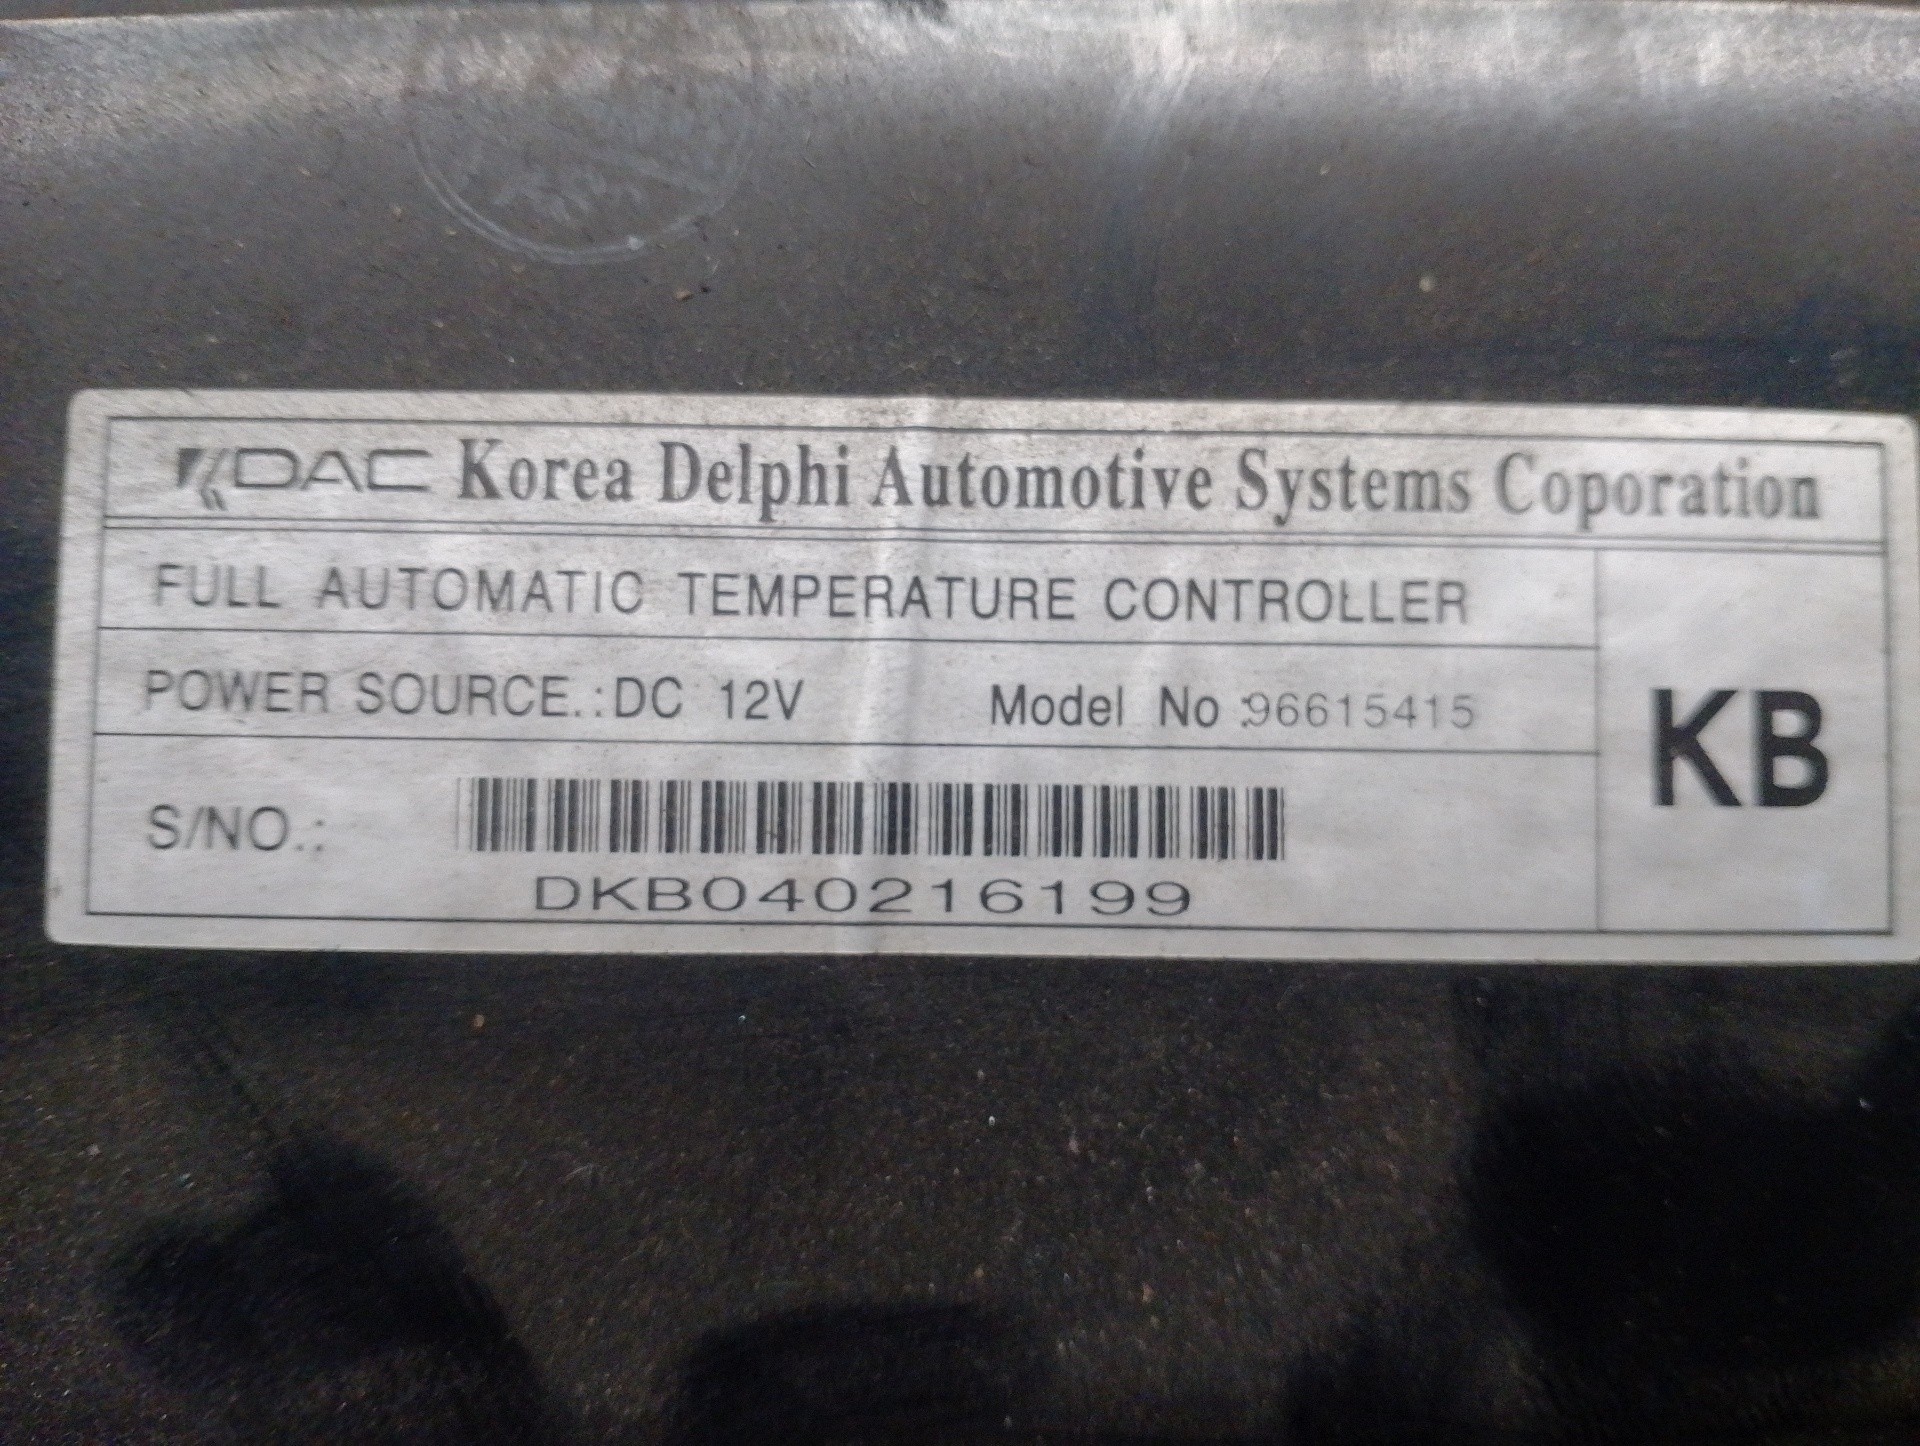 KDAC Korea Delphi Automotive Systems Coporation
FULL AUTOMATIC TEMPERATURE CONTROLLER
POWER SOURCE.:DC 12V Model No :96615415
KB
S/NO.:
DKB040216199